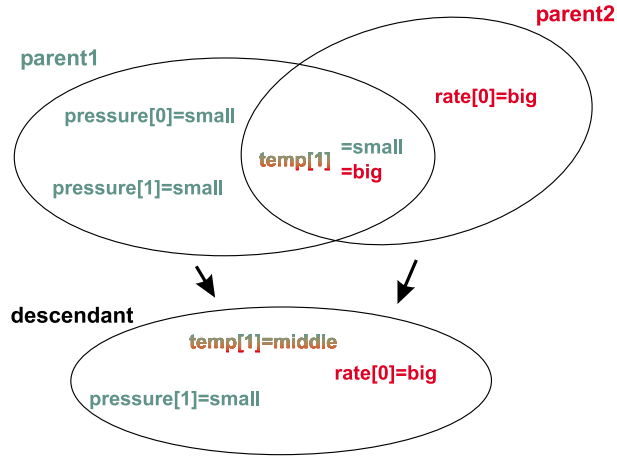 parent2
parent1
rate[0]=big
pressure[0]=small
temp[1] =small
=big
pressure[1]=small
descendant
temp[1]=middle
rate[0]=big
pressure[1]=small